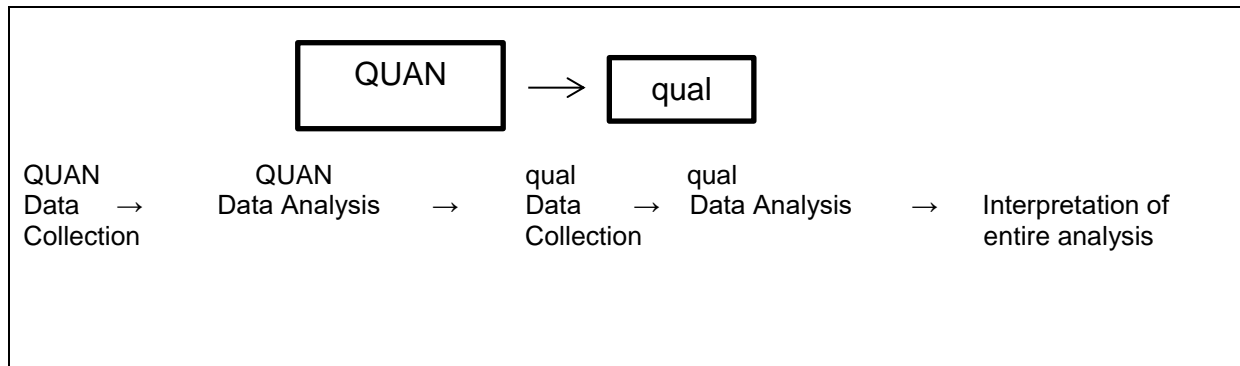 QUAN → qual
QUAN QUAN qual qual
Data → Data Analysis → Data → Data Analysis → Interpretation of
Collection Collection entire analysis